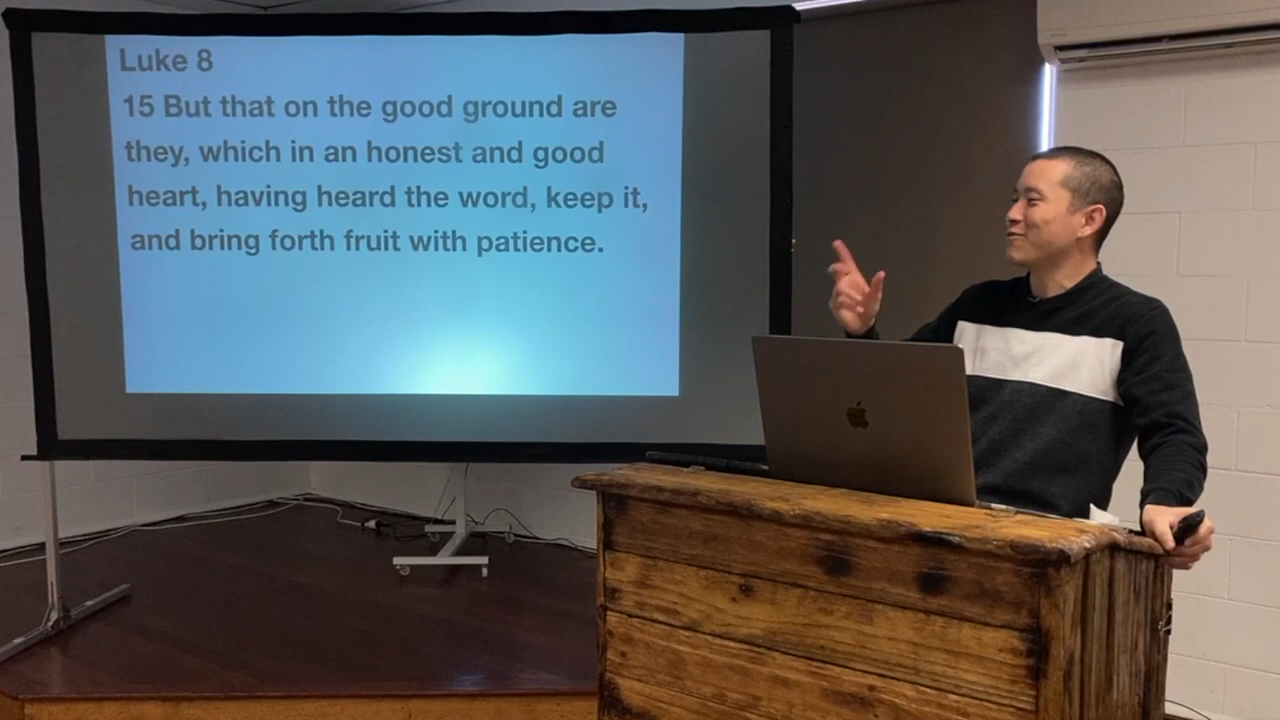 Luke 8
15 But that on the good ground are
they, which in an honest and good
heart, having heard the word, keep it,
and bring forth fruit with patience.